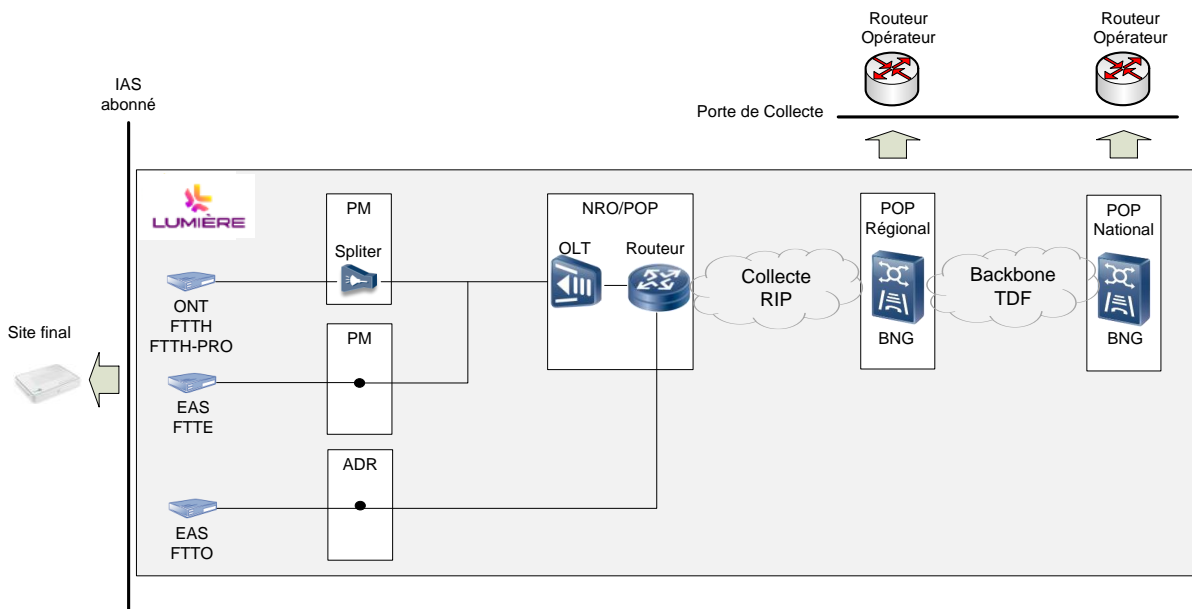 Routeur
Opérateur
Routeur
Opérateur
IAS
abonné
Porte de Collecte
LUMIÈRE
PM
Spliter
NRO/POP
OLT
Routeur
POP
Régional
POP
National
Collecte
RIP
Backbone
TDF
BNG
BNG
ONT
FTTH
FTTH-PRO
Site final
PM
EAS
FTTE
ADR
EAS
FTTO